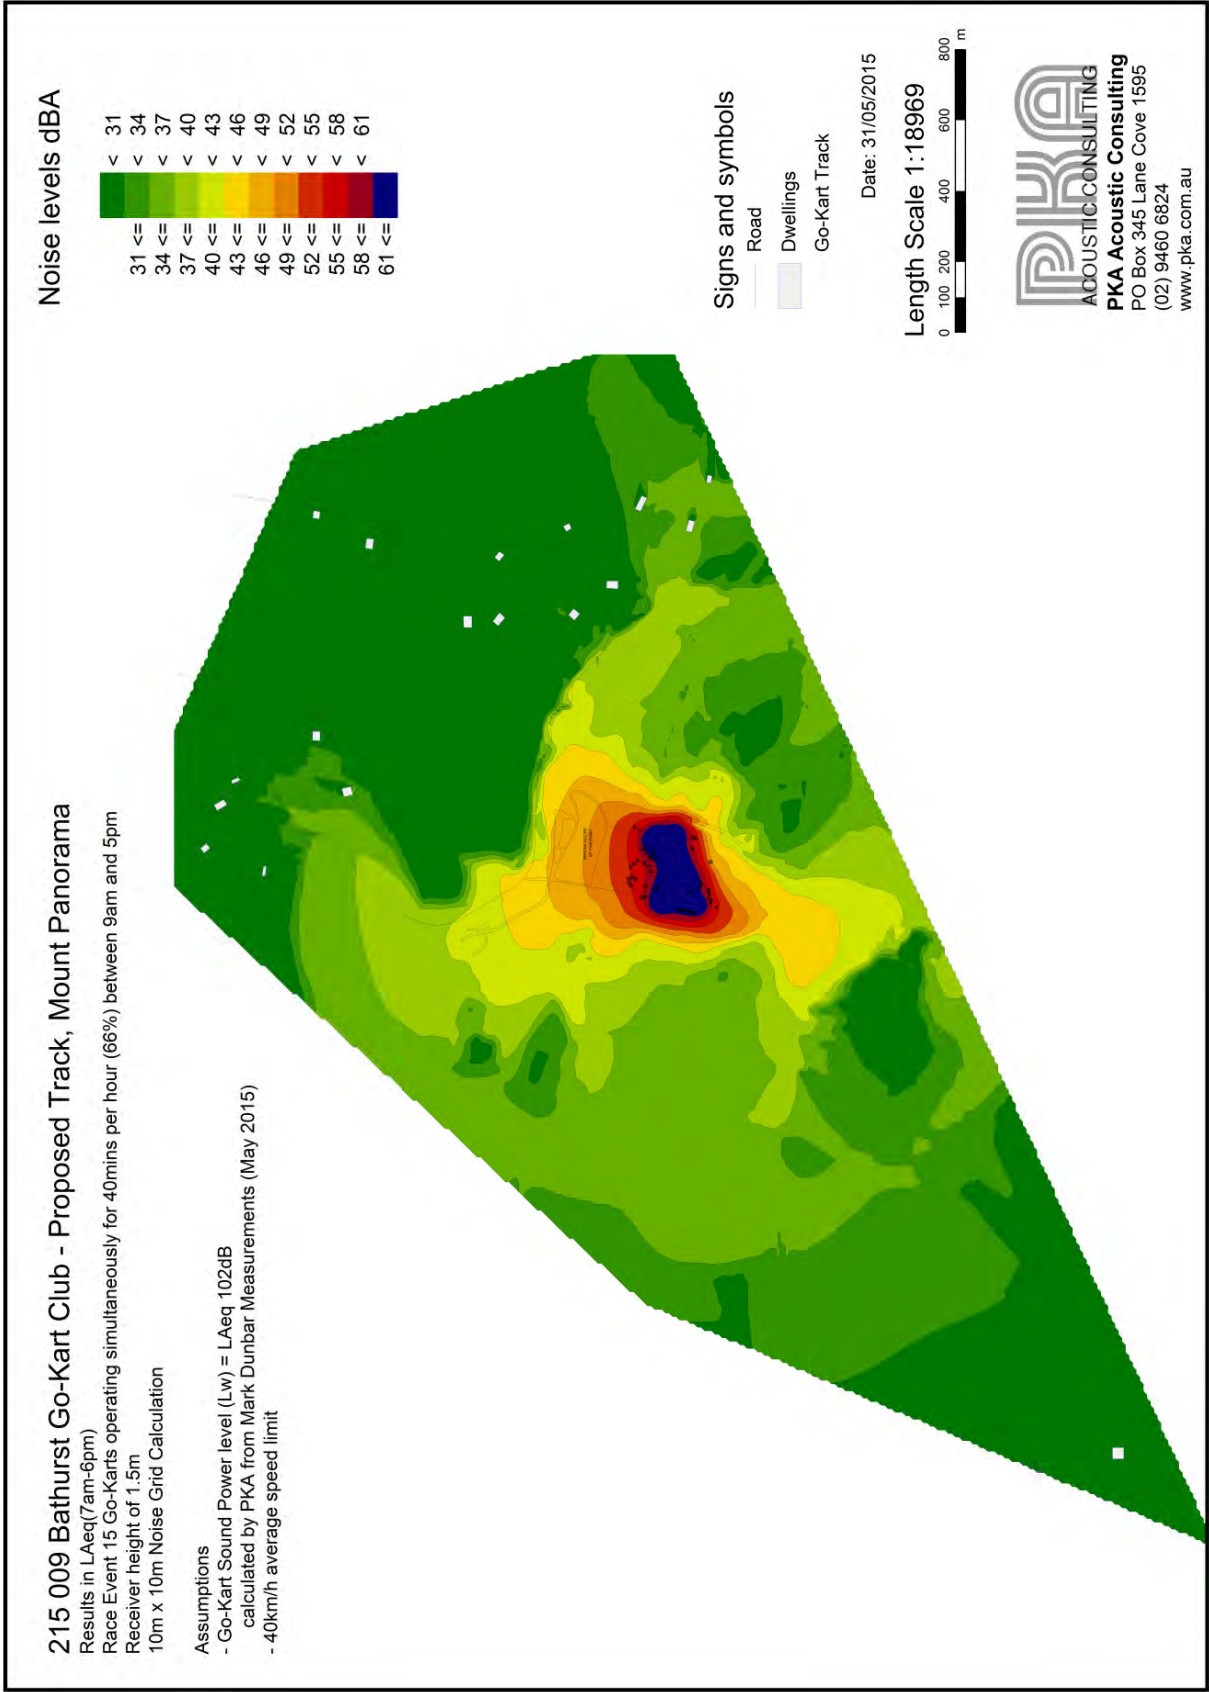 215 009 Bathurst Go-Kart Club - Proposed Track, Mount Panorama
Results in LAeq(7am-6pm)
Race Event 15 Go-Karts operating simultaneously for 40mins per hour (66%) between 9am and 5pm
Receiver height of 1.5m
10m x 10m Noise Grid Calculation
Assumptions
- Go-Kart Sound Power level (Lw) = LAeq 102dB
calculated by PKA from Mark Dunbar Measurements (May 2015)
- 40km/h average speed limit
Noise levels dBA
< 31
31 <= < 34
34 <= < 37
37 <= < 40
40 <= < 43
43 <= < 46
46 <= < 49
49 <= < 52
52 <= < 55
55 <= < 58
58 <= < 61
61 <=
Signs and symbols
Road
Dwellings
Go-Kart Track
Date: 31/05/2015
Length Scale 1:18969
0 100 200 400 600 800
m
PKA
ACOUSTIC CONSULTING
PKA Acoustic Consulting
PO Box 345 Lane Cove 1595
(02) 9460 6824
www.pka.com.au